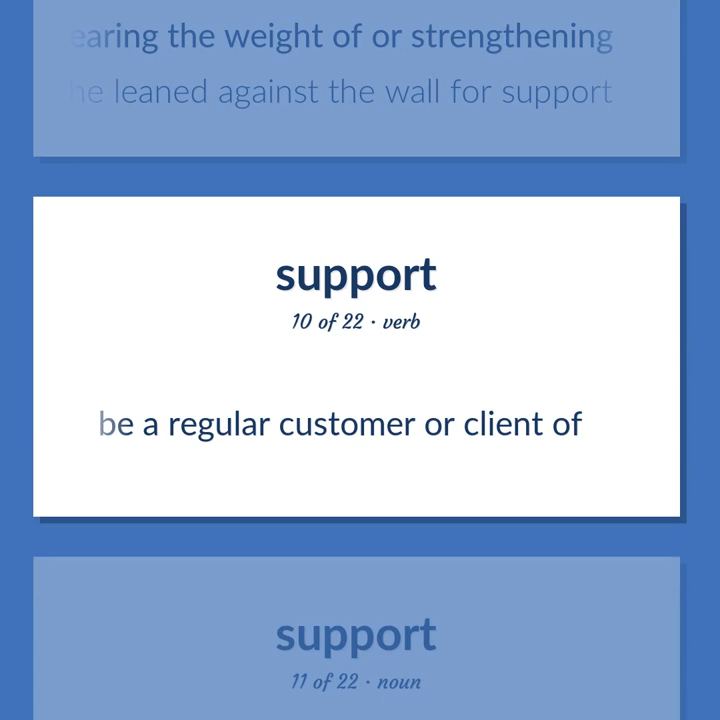 earing the weight of or strengthening
he leaned against the wall for support
support
10 of 22 · verb
be a regular customer or client of
support
11 of 22 · noun